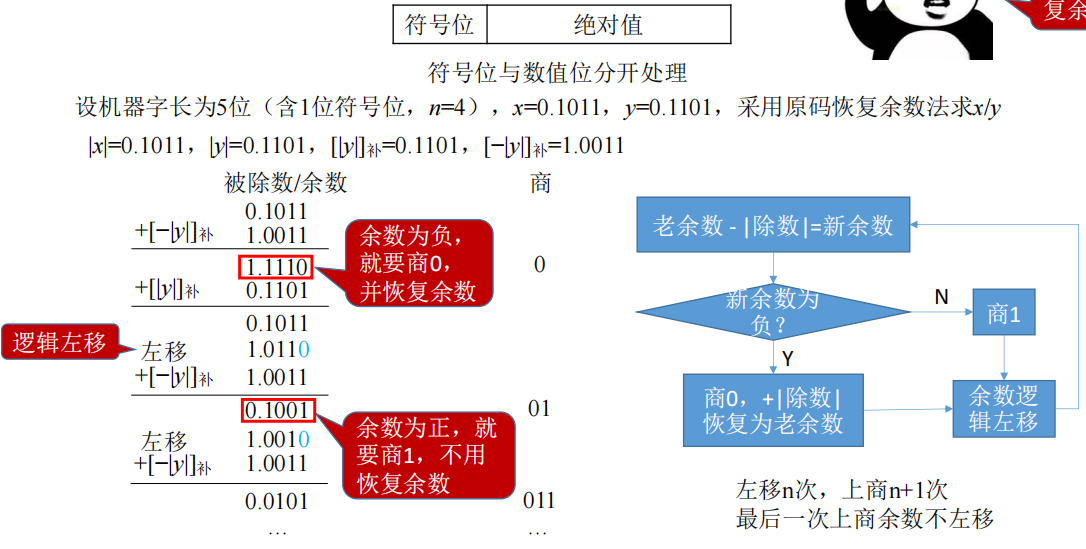 符号位 绝对值
复余
符号位与数值位分开处理
设机器字长为5位（含1位符号位，n=4），x=0.1011，y=0.1101，采用原码恢复余数法求x/y
|x|=0.1011，|y|=0.1101，[|y|]补=0.1101，[−|y|]补=1.0011
被除数/余数 商
0.1011
+[−|y|]补 1.0011
1.1110 0
+[|y|]补 0.1101
0.1011
左移 1.0110
+[−|y|]补 1.0011
0.1001 01
左移 1.0010
+[−|y|]补 1.0011
0.0101 011
… …
余数为负，
就要商0，
并恢复余数
逻辑左移
余数为正，就
要商1，不用
恢复余数
老余数 - |除数|=新余数
新余数为
负？
N
商1
Y
商0，+|除数|
恢复为老余数
余数逻
辑左移
左移n次，上商n+1次
最后一次上商余数不左移